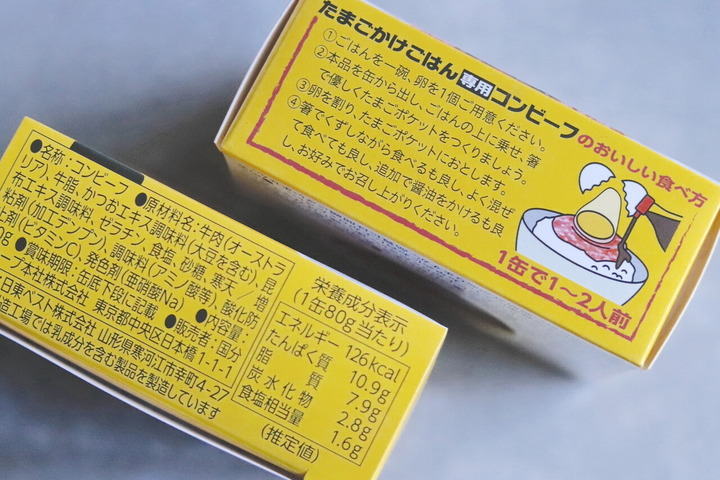 たまごかけごはん専用コンビーフのおいしい食べ方
①ごはんを一碗、卵を1個ご用意ください。
②本品を缶から出し、ごはんの上に乗せ、箸
で優しくたまごポケットをつくりましょう。
③卵を割り、たまごポケットにおとします。
④箸でくずしながら食べるも良し、よく混ぜ
て食べても良し、追加で醤油をかけるも良
し、お好みでお召し上がりください。
1缶で1〜2人前
●名称:コンビーフ ●原材料名:牛肉(オーストラ
リア)、牛脂、かつおエキス調味料(大豆を含む)、昆
布エキス調味料、ゼラチン、食塩、砂糖、寒天/増
粘剤(加工デンプン)、調味料(アミノ酸等)、酸化防
止剤(ビタミンC)、発色剤(亜硝酸Na) ●内容量:
0g ●賞味期限:缶底下段に記載 ●販売者:国分
ープ本社株式会社 東京都中央区日本橋1-1-1
日東ベスト株式会社 山形県寒河江市幸町4-27
造工場では乳成分を含む製品を製造しています
栄養成分表示
(1缶80g当たり)
エネルギー 126kcal
たんぱく質 10.9g
脂質 7.9g
炭水化物 2.8g
食塩相当量 1.6g
(推定値)